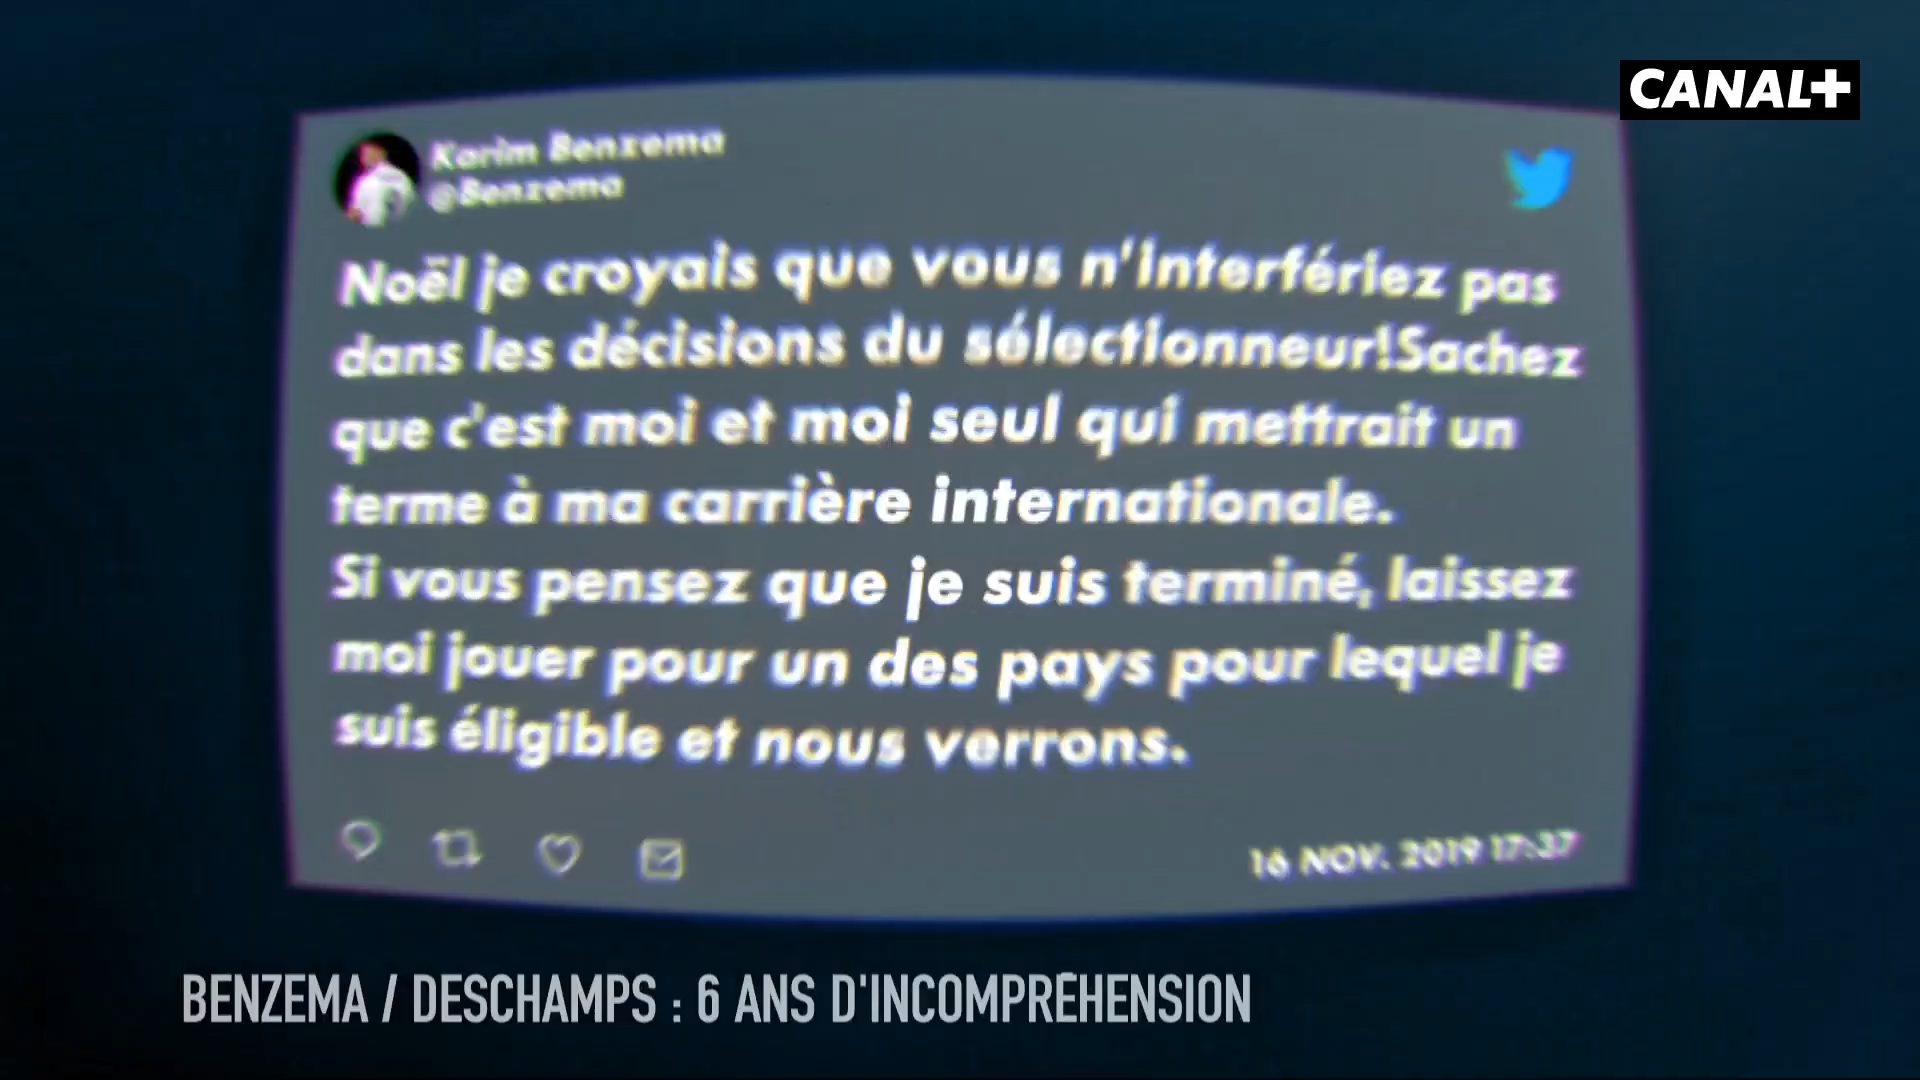 CANAL+
Karim Benzema
@Benzema
Noël je croyais que vous n'interfériez pas
dans les décisions du sélectionneur!Sachez
que c'est moi et moi seul qui mettrait un
terme à ma carrière internationale.
Si vous pensez que je suis terminé, laissez
moi jouer pour un des pays pour lequel je
suis éligible et nous verrons.
16 NOV. 2019 17:37
BENZEMA / DESCHAMPS : 6 ANS D'INCOMPRÉHENSION